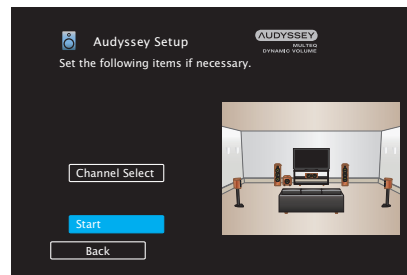 Audyssey Setup
AUDYSSEY
MULTEQ
DYNAMIC VOLUME
Set the following items if necessary.
Channel Select
Start
Back